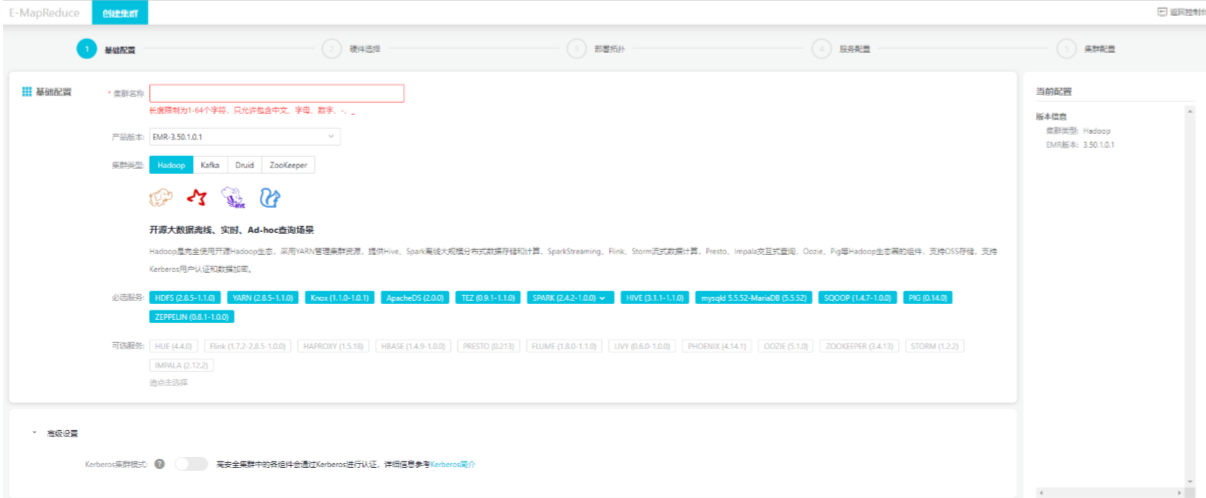 E-MapReduce
创建集群
返回控制台
1 基础配置
2 硬件选择
3 部署拓扑
4 服务配置
5 集群配置
基础配置
* 集群名称
长度限制为1-64个字符，只允许包含中文、字母、数字、-、_
产品版本: EMR-3.50.1.0.1
集群类型: Hadoop Kafka Druid ZooKeeper
开源大数据离线、实时、Ad-hoc查询场景
Hadoop是完全使用开源Hadoop生态，采用YARN管理集群资源，提供Hive、Spark离线大规模分布式数据存储和计算，SparkStreaming、Flink、Storm流式数据计算，Presto、Impala交互式查询，Oozie、Pig等Hadoop生态圈的组件，支持OSS存储，支持
Kerberos用户认证和数据加密。
必选服务: HDFS (2.8.5-1.1.0) YARN (2.8.5-1.1.0) Knox (1.1.0-1.0.1) ApacheDS (2.0.0) TEZ (0.9.1-1.1.0) SPARK (2.4.2-1.0.0) HIVE (3.1.1-1.1.0) mysqld 5.5.52-MariaDB (5.5.52) SQOOP (1.4.7-1.0.0) PIG (0.14.0)
ZEPPELIN (0.8.1-1.0.0)
可选服务: HUE (4.4.0) Flink (1.7.2-2.8.5-1.0.0) HAPROXY (1.5.18) HBASE (1.4.9-1.0.0) PRESTO (0.213) FLUME (1.8.0-1.1.0) LIVY (0.6.0-1.0.0) PHOENIX (4.14.1) OOZIE (5.1.0) ZOOKEEPER (3.4.13) STORM (1.2.2)
IMPALA (2.12.2)
请点击选择
高级设置
Kerberos集群模式: ? 高安全集群中的各组件会通过Kerberos进行认证，详细信息参考Kerberos简介
当前配置
版本信息
集群类型: Hadoop
EMR版本: 3.50.1.0.1